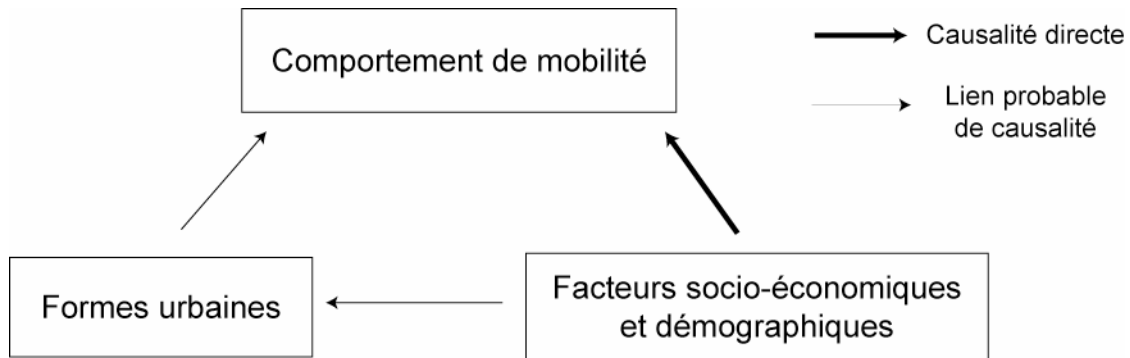 Comportement de mobilité
Causalité directe
Lien probable
de causalité
Formes urbaines
Facteurs socio-économiques
et démographiques